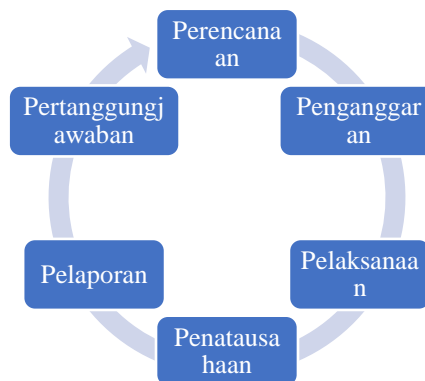 Perencana
an
Penganggar
an
Pelaksanaa
n
Penatausa
haan
Pelaporan
Pertanggungj
awaban